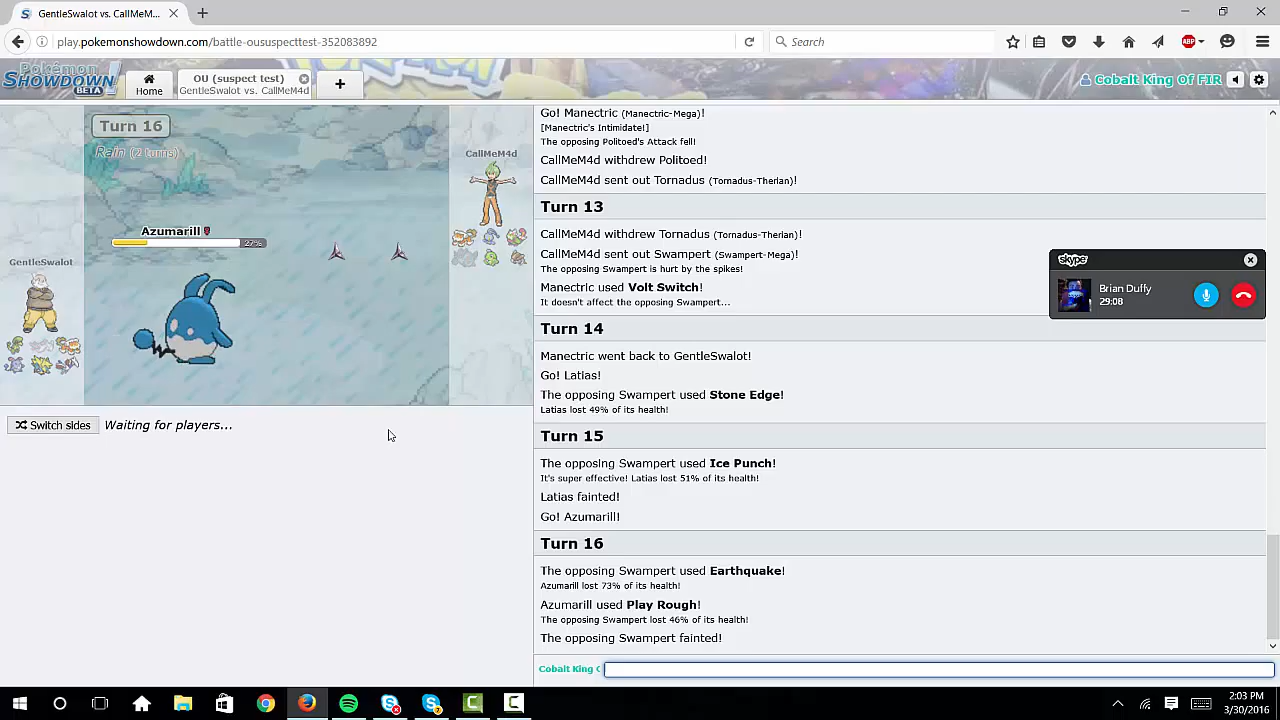 GentleSwalot vs. CallMeM...
play.pokemonshowdown.com/battle-oususpecttest-352083892
Search
ABP
Pokémon
SHOWDOWN!
BETA
Home
OU (suspect test)
GentleSwalot vs. CallMeM4d
Cobalt King Of FIR
Turn 16
Rain (2 turns)
CallMeM4d
Azumarill
27%
GentleSwalot
Switch sides
Waiting for players...
Go! Manectric (Manectric-Mega)!
[Manectric's Intimidate!]
The opposing Politoed's Attack fell!
CallMeM4d withdrew Politoed!
CallMeM4d sent out Tornadus (Tornadus-Therian)!
Turn 13
CallMeM4d withdrew Tornadus (Tornadus-Therian)!
CallMeM4d sent out Swampert (Swampert-Mega)!
The opposing Swampert is hurt by the spikes!
Manectric used Volt Switch!
It doesn't affect the opposing Swampert...
Turn 14
Manectric went back to GentleSwalot!
Go! Latias!
The opposing Swampert used Stone Edge!
Latias lost 49% of its health!
Turn 15
The opposing Swampert used Ice Punch!
It's super effective! Latias lost 51% of its health!
Latias fainted!
Go! Azumarill!
Turn 16
The opposing Swampert used Earthquake!
Azumarill lost 73% of its health!
Azumarill used Play Rough!
The opposing Swampert lost 46% of its health!
The opposing Swampert fainted!
Cobalt King
skype
Brian Duffy
29:08
2:03 PM
3/30/2016